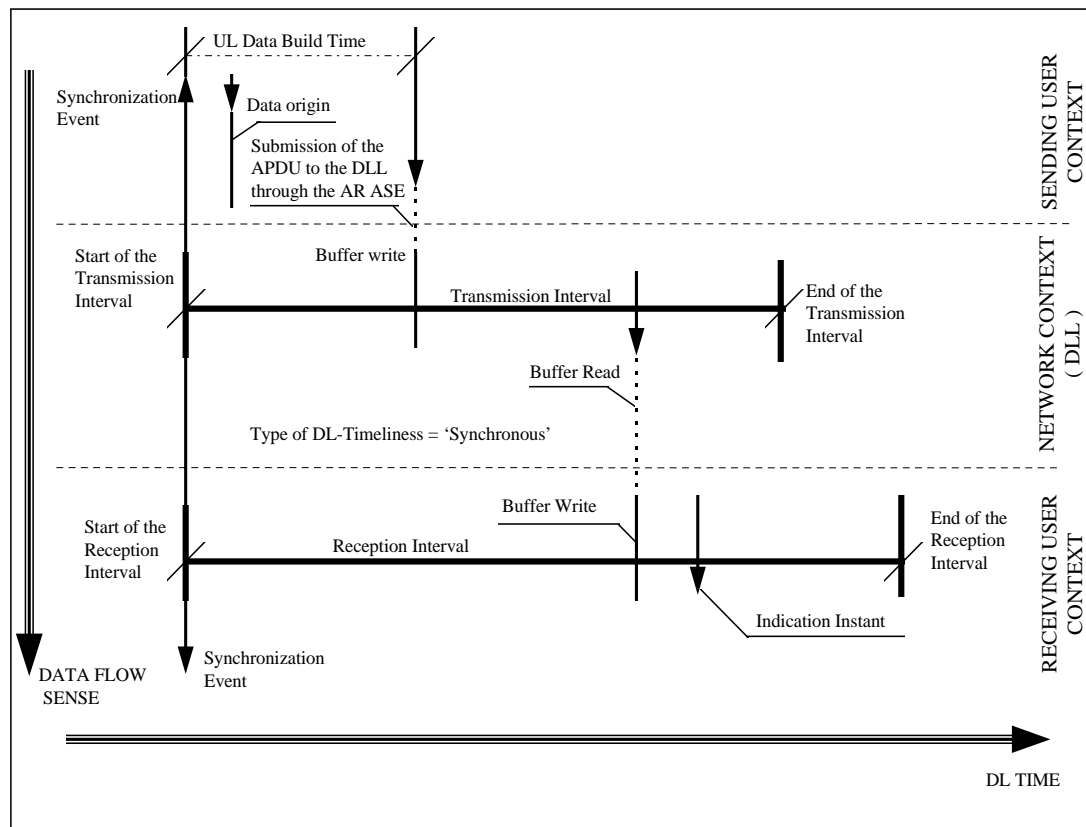 UL Data Build Time
Synchronization
Event
Data origin
Submission of the
APDU to the DLL
through the AR ASE
SENDING USER
CONTEXT
Start of the
Transmission
Interval
Buffer write
Transmission Interval
End of the
Transmission
Interval
Buffer Read
Type of DL-Timeliness = ‘Synchronous’
NETWORK CONTEXT
( DLL )
Start of the
Reception
Interval
Buffer Write
Reception Interval
End of the
Reception
Interval
Indication Instant
RECEIVING USER
CONTEXT
Synchronization
Event
DATA FLOW
SENSE
DL TIME